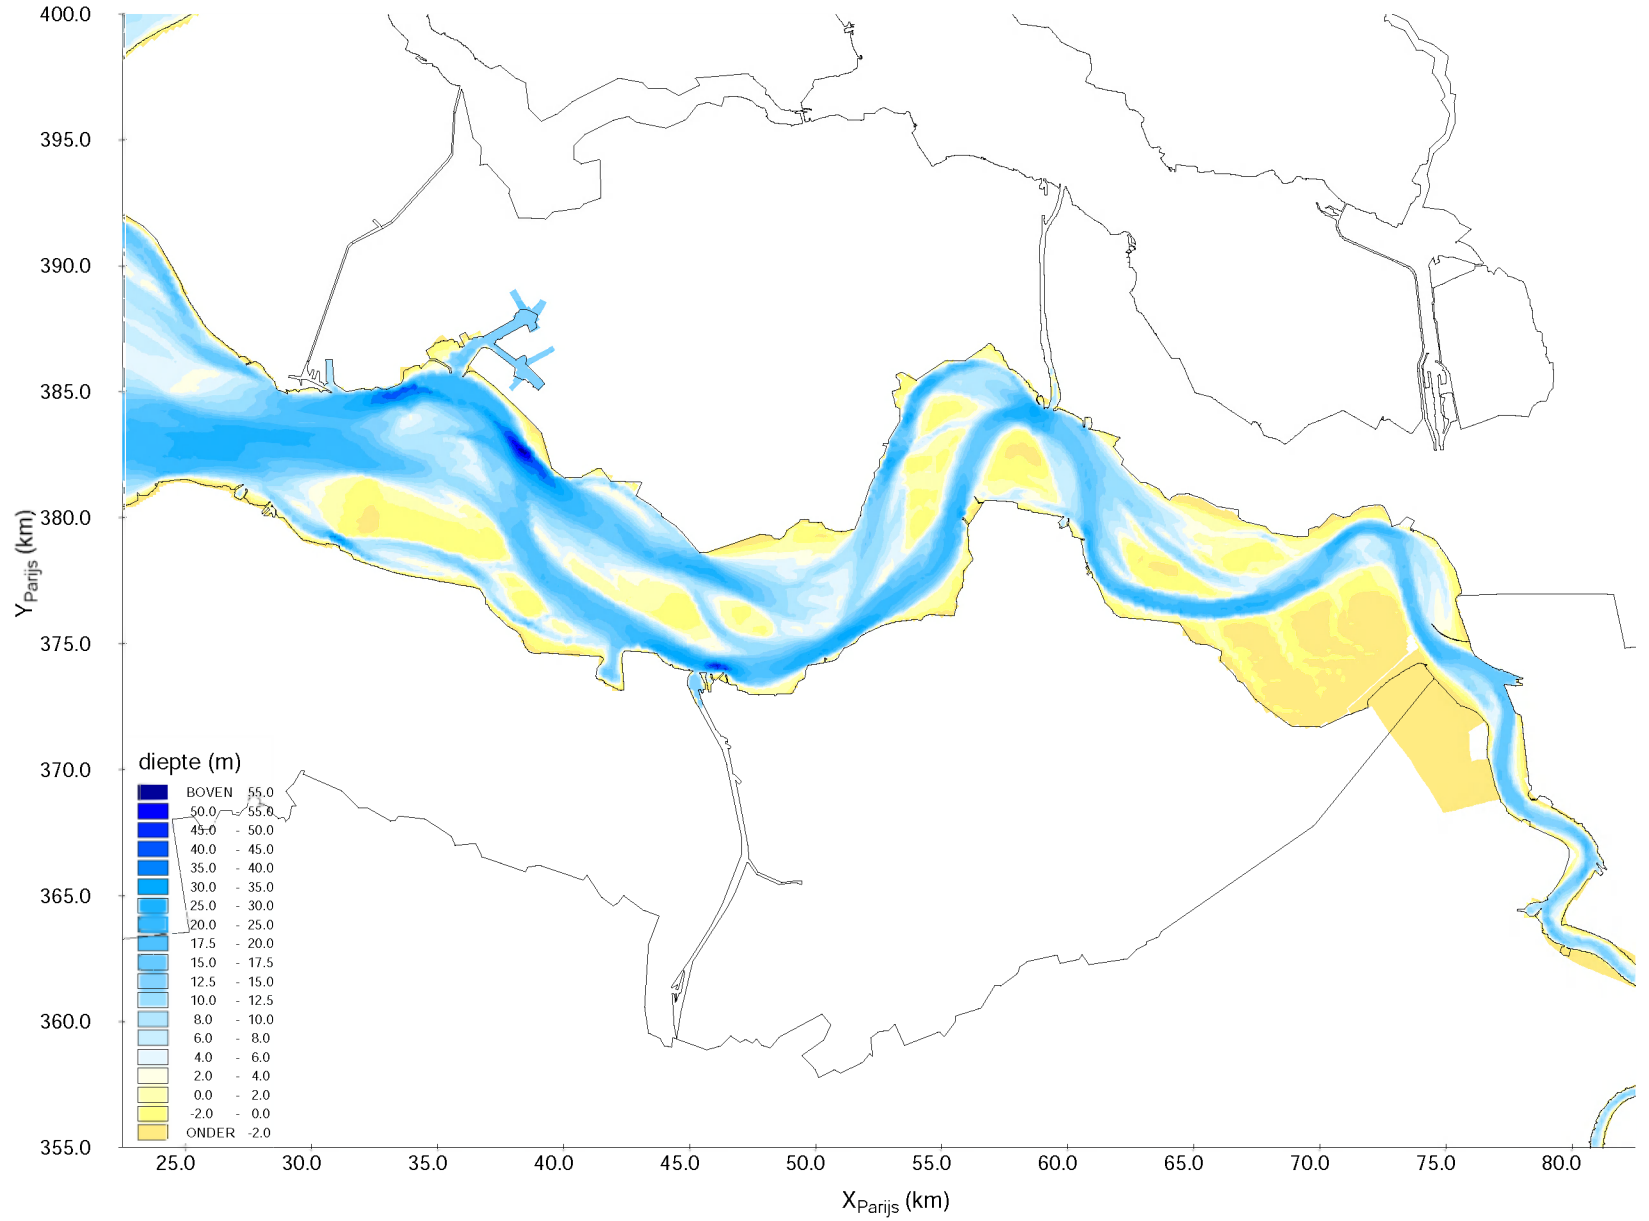 400.0
395.0
390.0
385.0
380.0
375.0
370.0
365.0
360.0
355.0
Y_Parijs (km)
diepte (m)
BOVEN 55.0
50.0 - 55.0
45.0 - 50.0
40.0 - 45.0
35.0 - 40.0
30.0 - 35.0
25.0 - 30.0
20.0 - 25.0
17.5 - 20.0
15.0 - 17.5
12.5 - 15.0
10.0 - 12.5
8.0 - 10.0
6.0 - 8.0
4.0 - 6.0
2.0 - 4.0
0.0 - 2.0
-2.0 - 0.0
ONDER -2.0
25.0 30.0 35.0 40.0 45.0 50.0 55.0 60.0 65.0 70.0 75.0 80.0
X_Parijs (km)